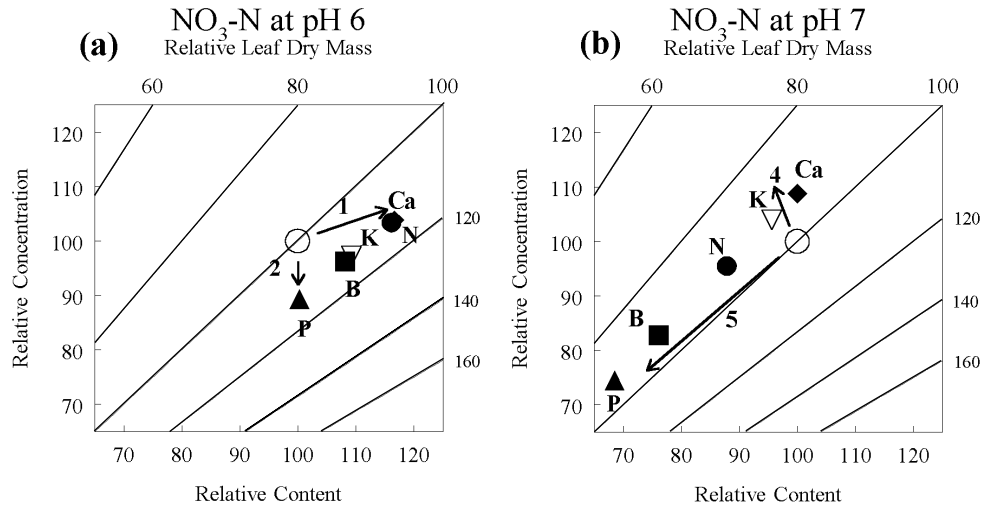 (a)
NO3-N at pH 6
Relative Leaf Dry Mass
60 80 100
Relative Concentration
120
110
100
90
80
70
1
Ca
N
K
2
B
P
120
140
160
70 80 90 100 110 120
Relative Content
(b)
NO3-N at pH 7
Relative Leaf Dry Mass
60 80 100
Relative Concentration
120
110
100
90
80
70
4
Ca
K
N
B
5
P
120
140
160
70 80 90 100 110 120
Relative Content